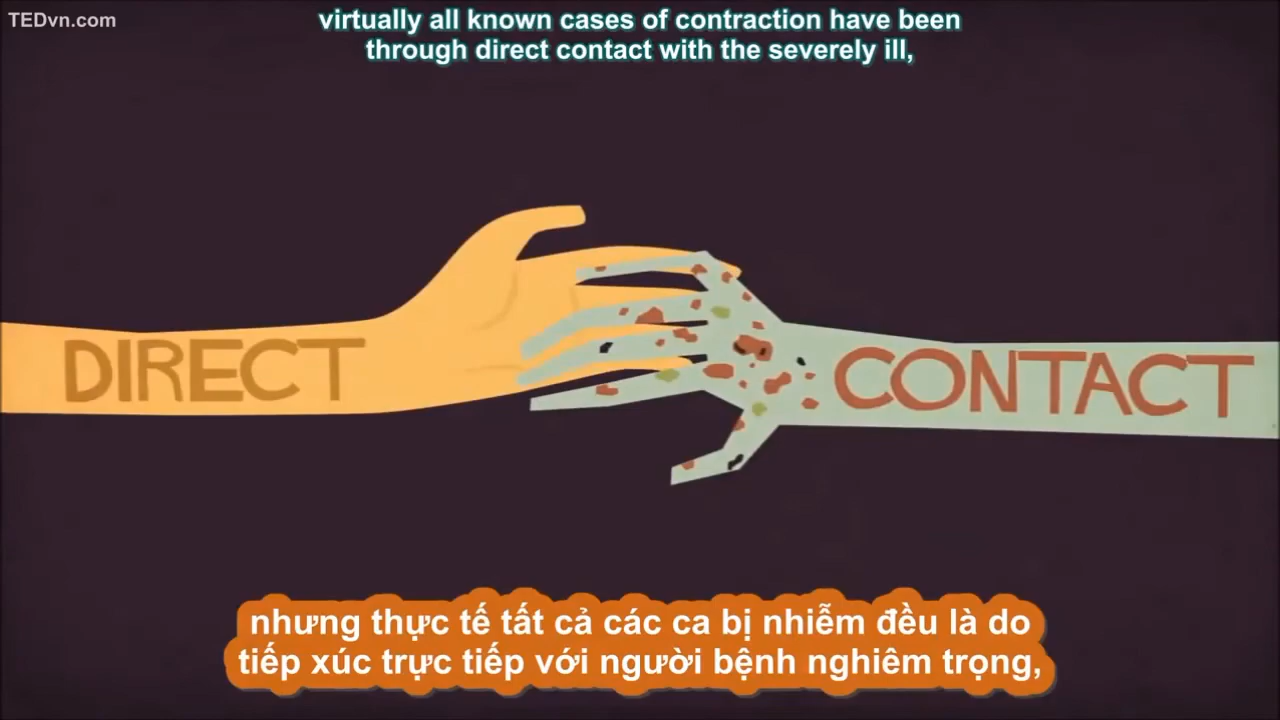 TEDvn.com
virtually all known cases of contraction have been
through direct contact with the severely ill,
DIRECT CONTACT
nhưng thực tế tất cả các ca bị nhiễm đều là do
tiếp xúc trực tiếp với người bệnh nghiêm trọng,